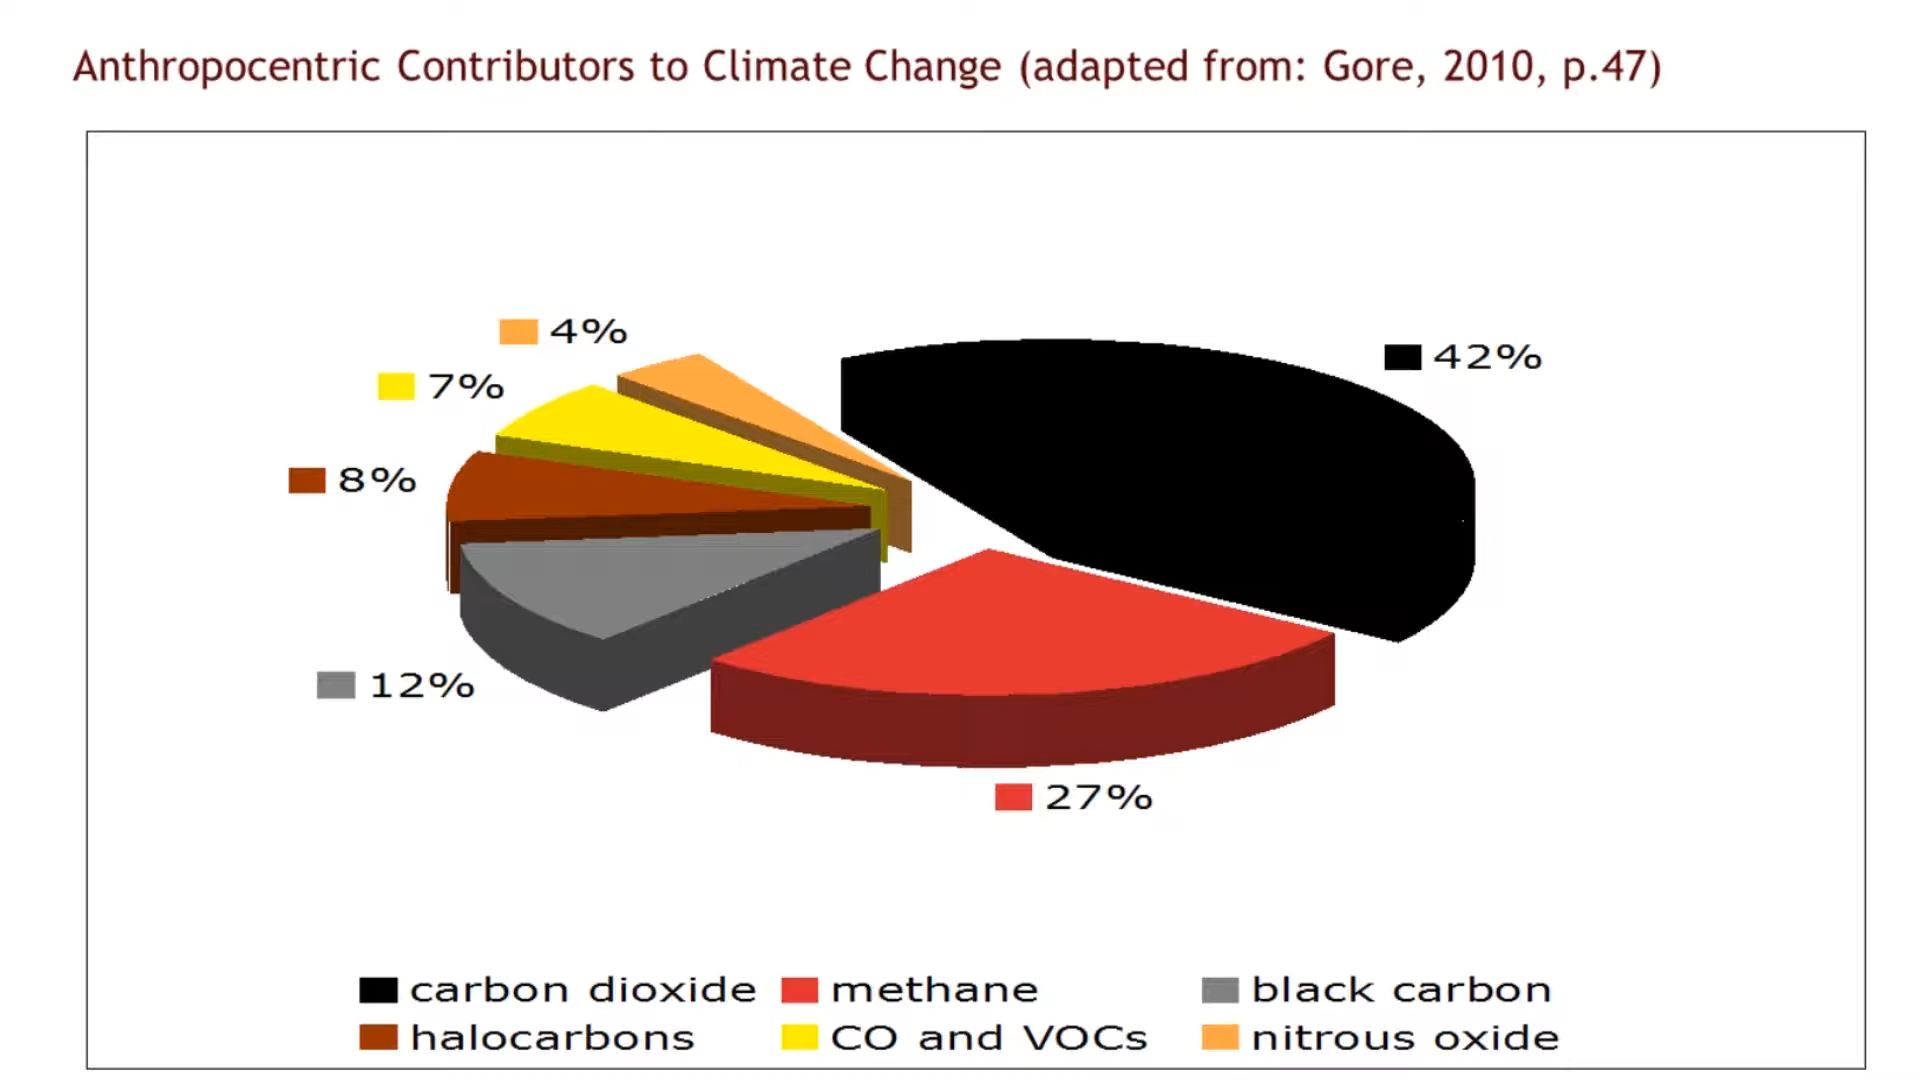 Anthropocentric Contributors to Climate Change (adapted from: Gore, 2010, p.47)
4%
42%
7%
8%
12%
27%
carbon dioxide methane black carbon
halocarbons CO and VOCs nitrous oxide